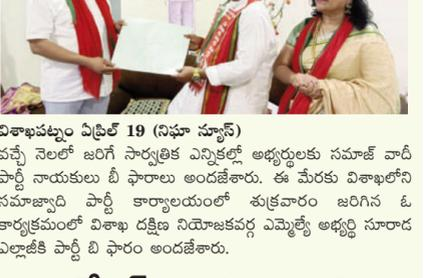 విశాఖపట్నం ఏప్రిల్ 19 (నిఘా న్యూస్)
వచ్చే నెలలో జరిగే సార్వత్రిక ఎన్నికల్లో అభ్యర్థులకు సమాజ్ వాదీ
పార్టీ నాయకులు బీ ఫారాలు అందజేశారు. ఈ మేరకు విశాఖలోని
సమాజ్వాది పార్టీ కార్యాలయంలో శుక్రవారం జరిగిన ఓ
కార్యక్రమంలో విశాఖ దక్షిణ నియోజకవర్గ ఎమ్మెల్యే అభ్యర్థి సూరాడ
ఎల్లాజీకి పార్టీ బి ఫారం అందజేశారు.